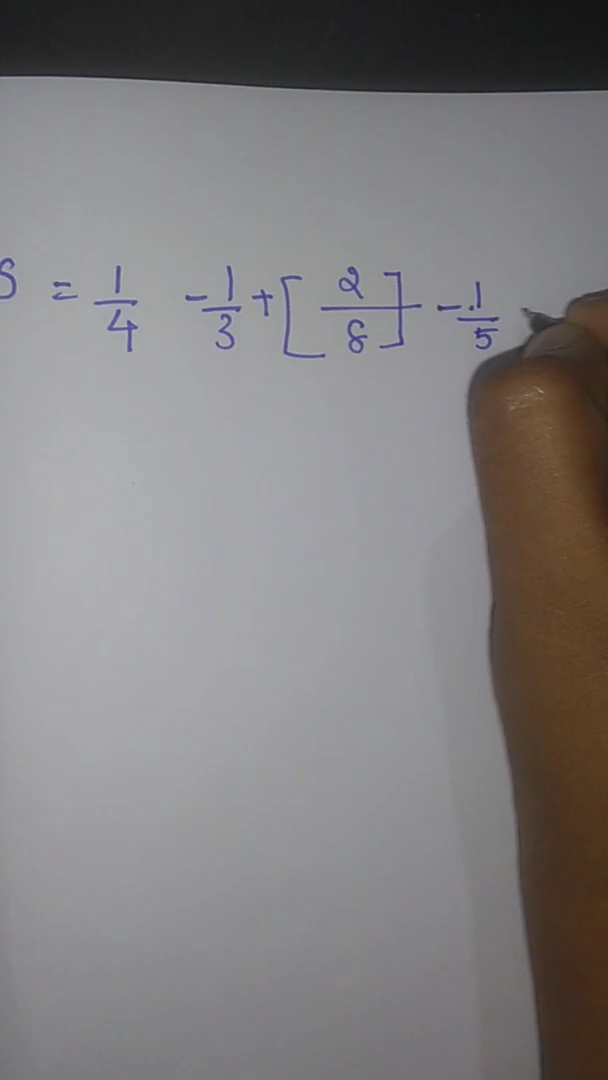 S = 1/4 - 1/3 + [2/8] - 1/5